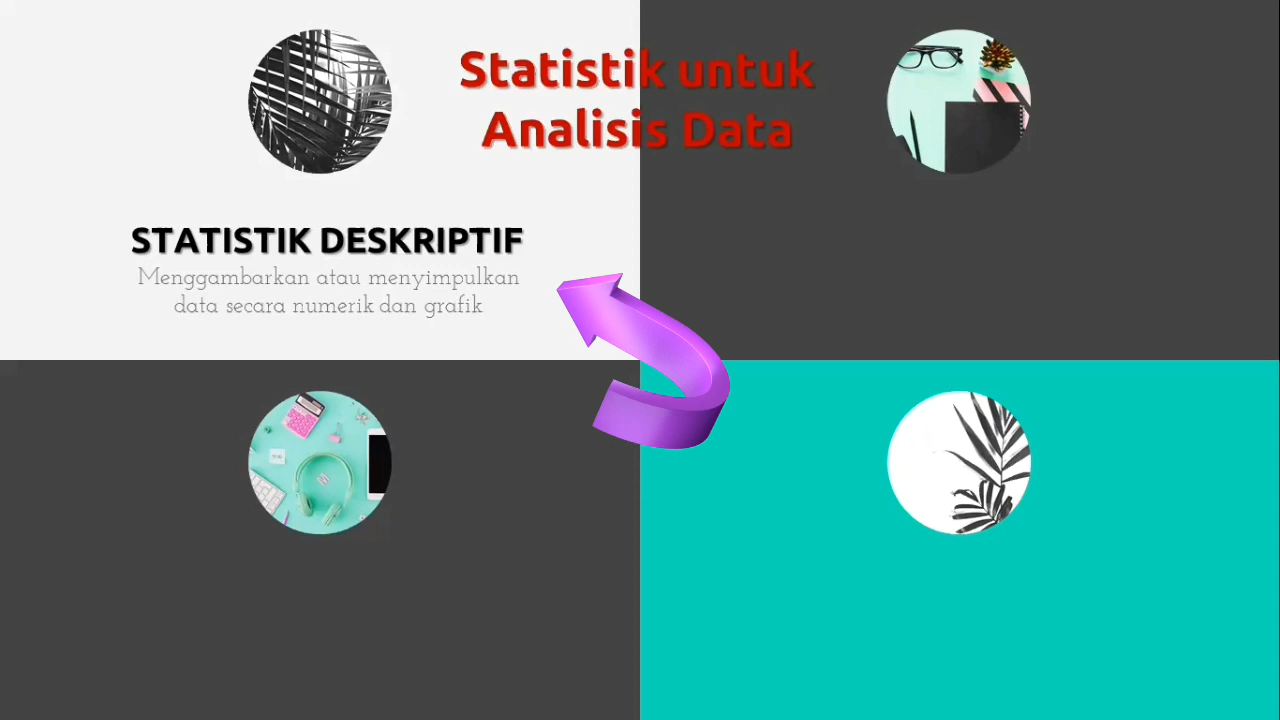 Statistik untuk
Analisis Data
STATISTIK DESKRIPTIF
Menggambarkan atau menyimpulkan
data secara numerik dan grafik